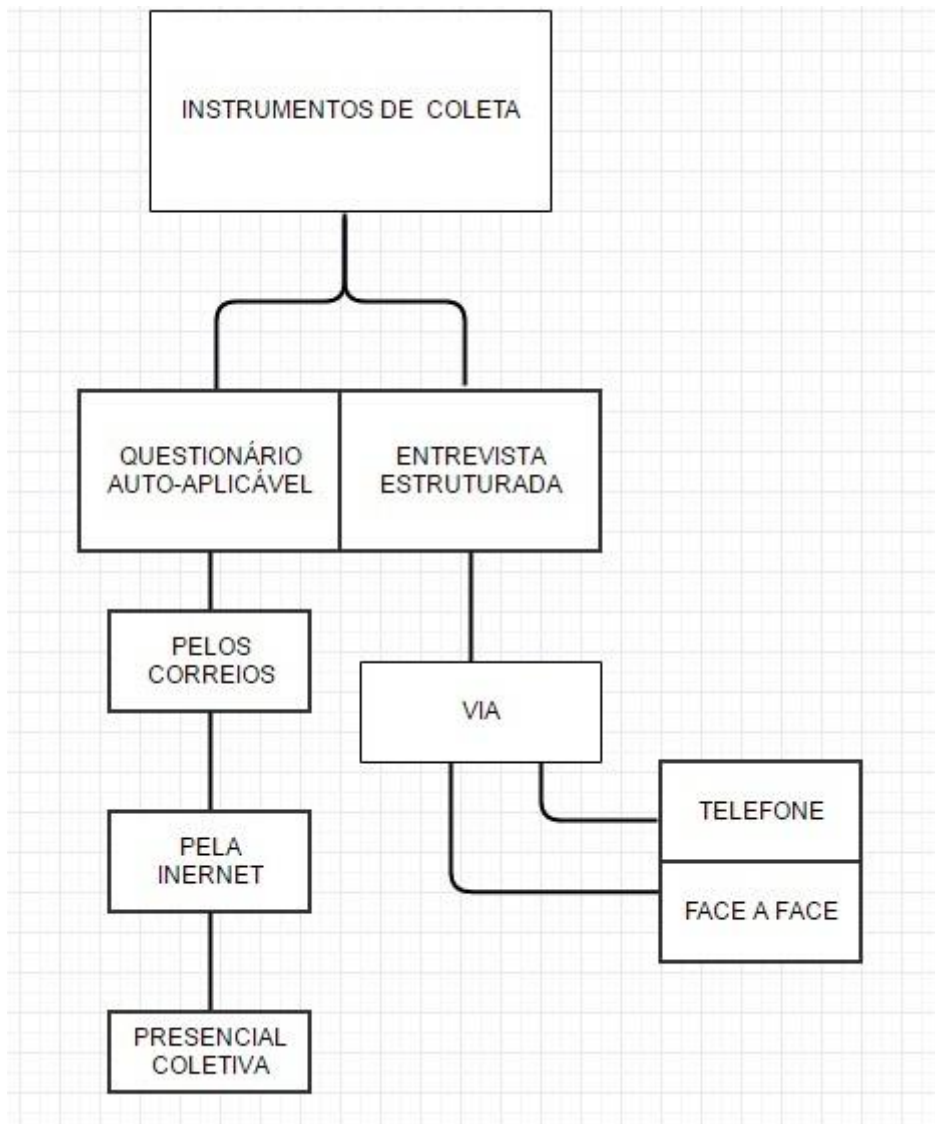 INSTRUMENTOS DE COLETA
QUESTIONÁRIO
AUTO-APLICÁVEL
ENTREVISTA
ESTRUTURADA
PELOS
CORREIOS
VIA
TELEFONE
PELA
INERNET
FACE A FACE
PRESENCIAL
COLETIVA